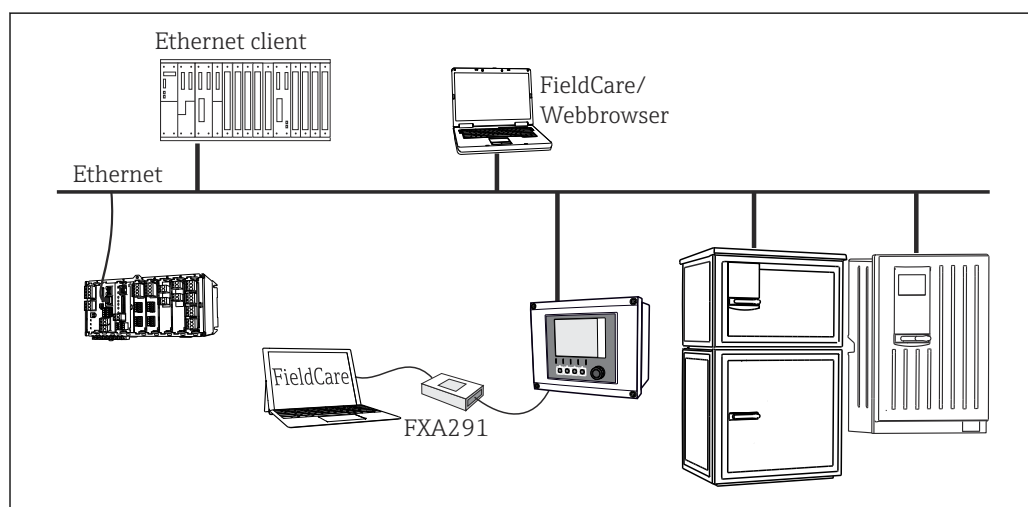 Ethernet client
FieldCare/
Webbrowser
Ethernet
FieldCare
FXA291